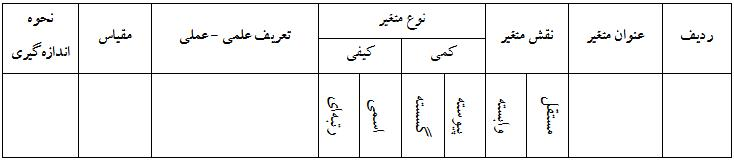 ردیف
عنوان متغیر
نقش متغیر
نوع متغیر
تعریف علمی – عملی
مقیاس
نحوه
اندازه‌گیری
کمی
کیفی
مستقل
وابسته
پیوسته
گسسته
اسمی
رتبه‌ای